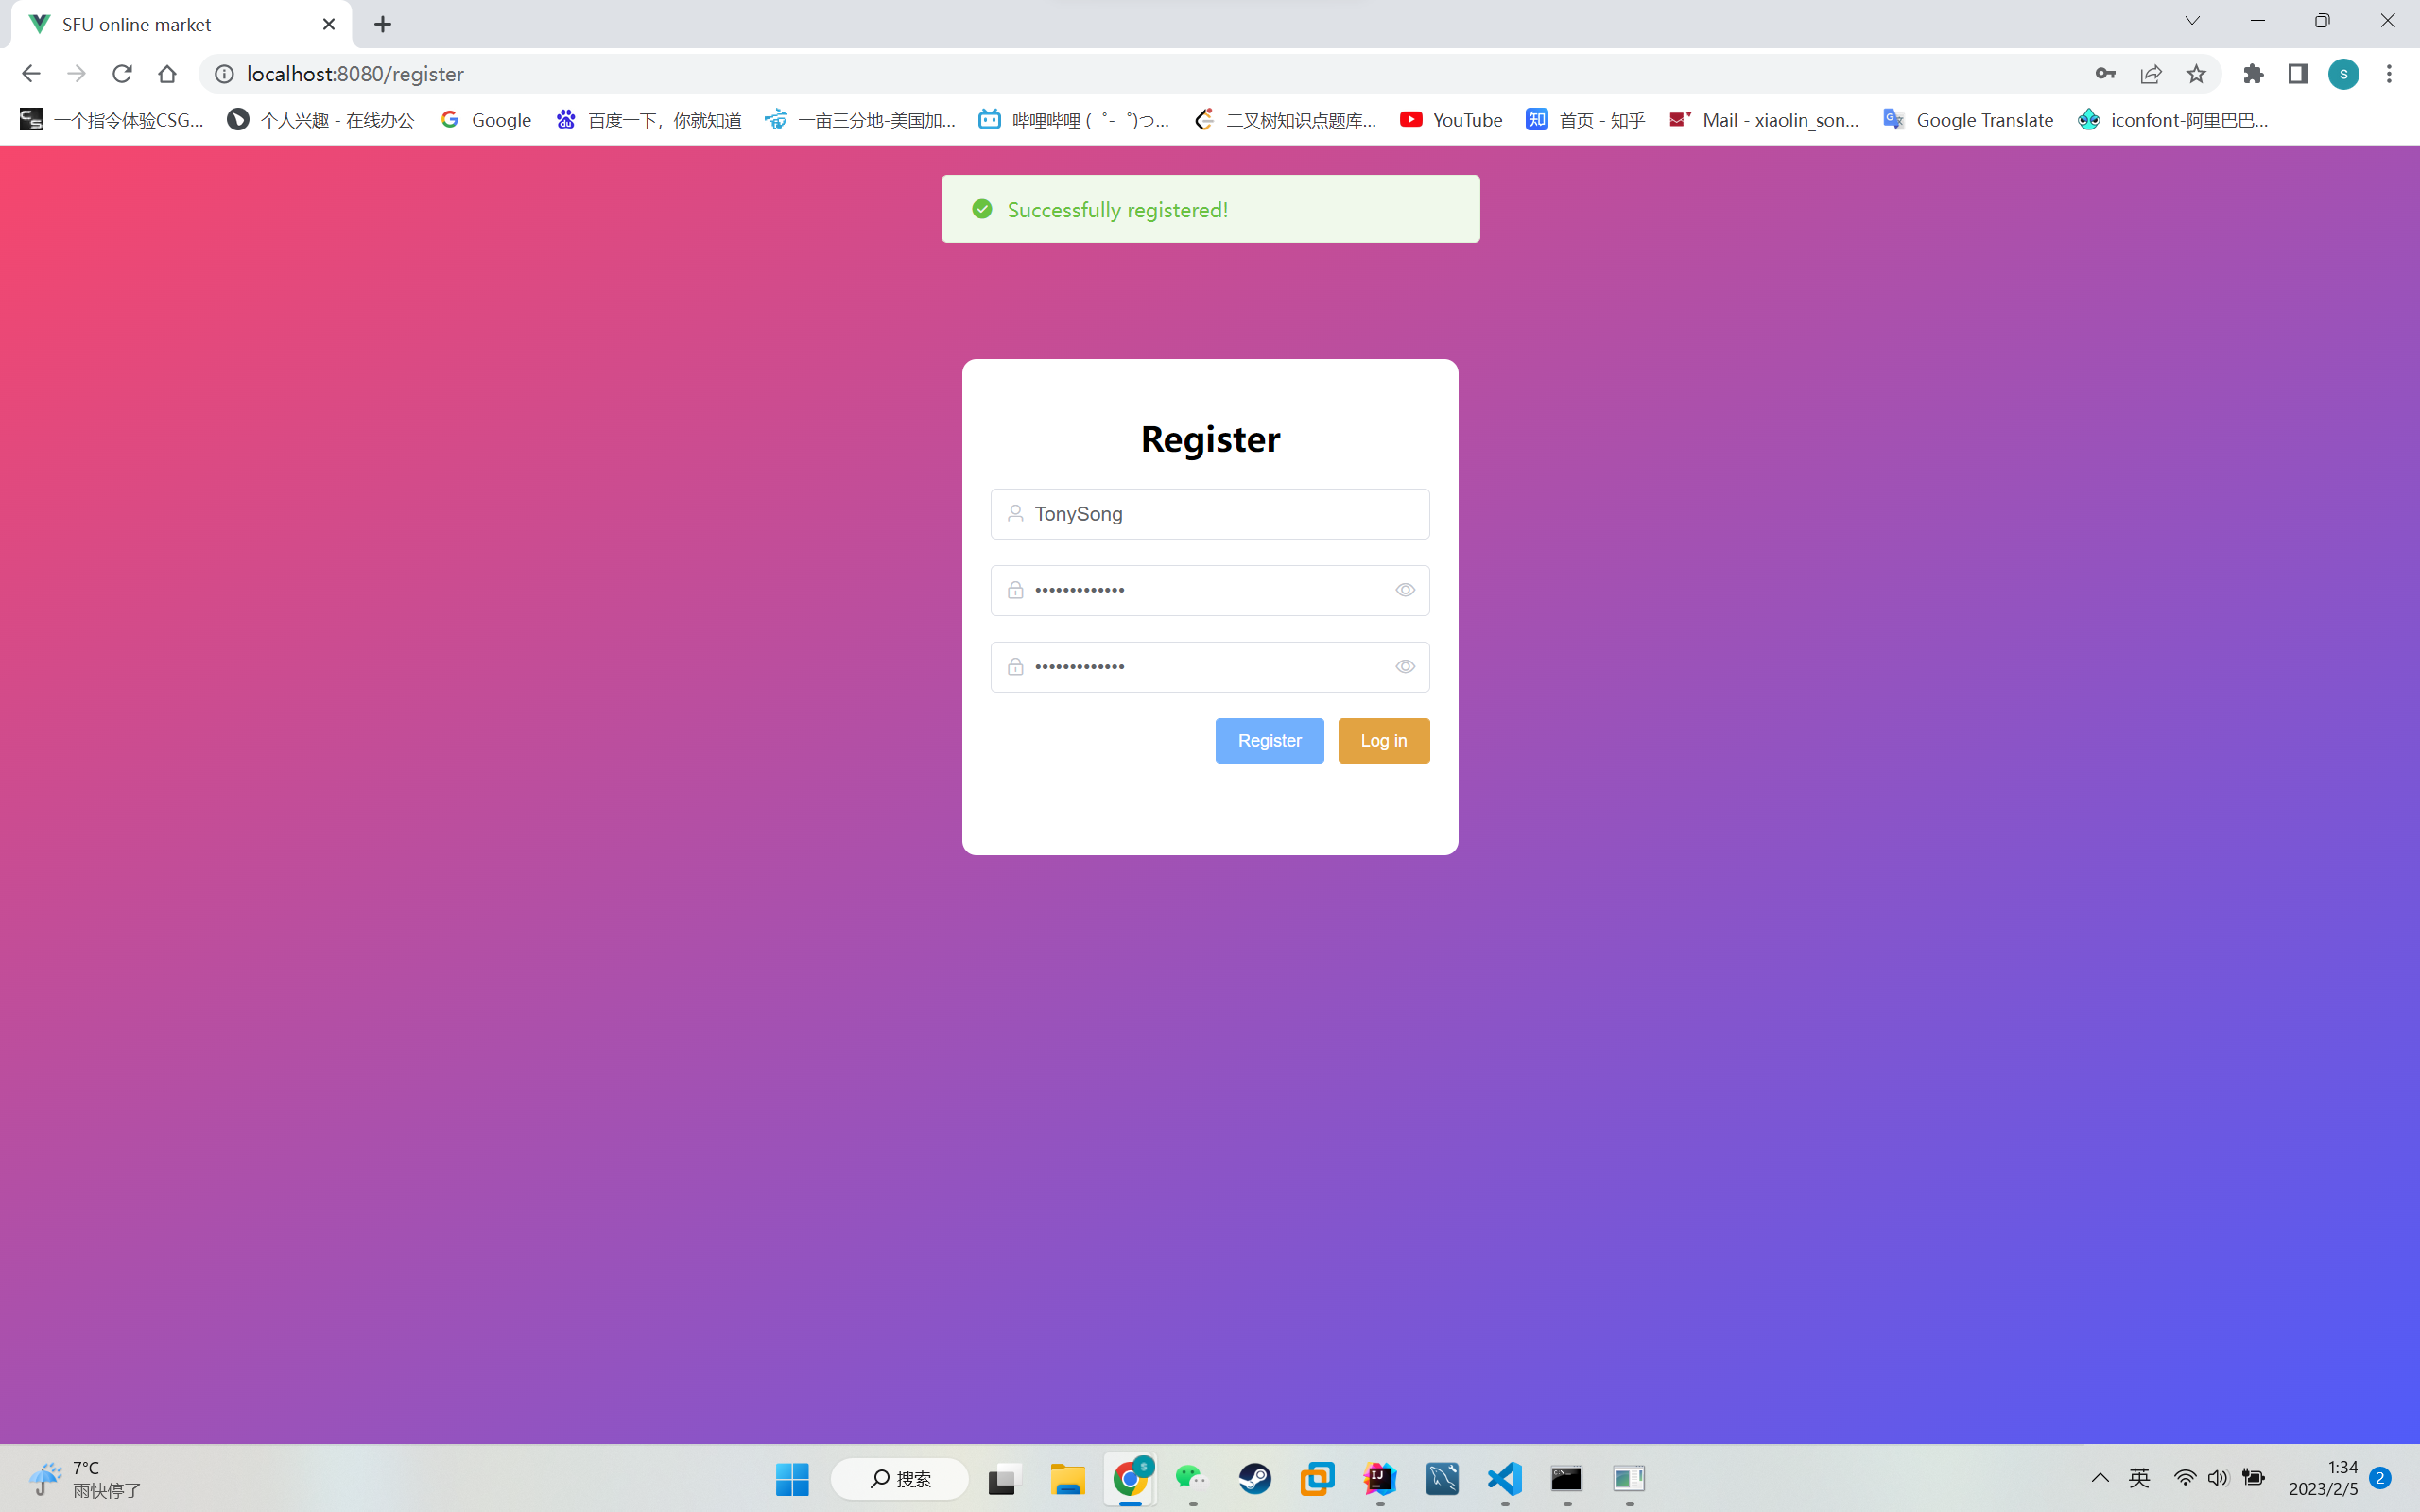 SFU online market
localhost:8080/register
S
一个指令体验CSG...
个人兴趣 - 在线办公
Google
百度一下，你就知道
一亩三分地-美国加...
哔哩哔哩 ( ゜- ゜)つ...
二叉树知识点题库...
YouTube
知 首页 - 知乎
Mail - xiaolin_son...
Google Translate
iconfont-阿里巴巴...
Successfully registered!
Register
TonySong
•••••••••••••
•••••••••••••
Register Log in
7°C
雨快停了
搜索
英
1:34
2023/2/5
2